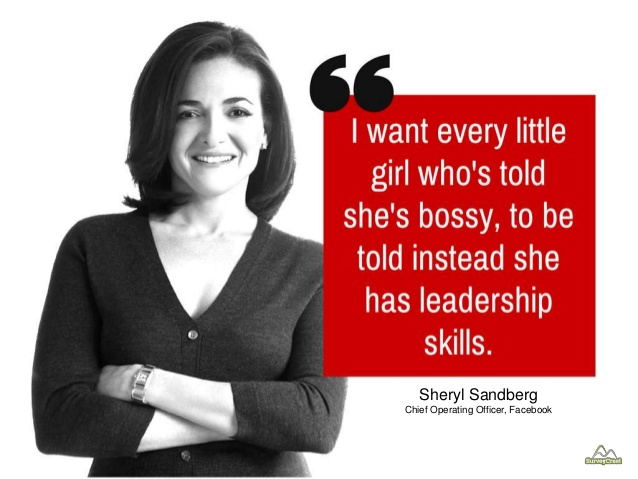 I want every little
girl who's told
she's bossy, to be
told instead she
has leadership
skills.
Sheryl Sandberg
Chief Operating Officer, Facebook
SurveyCrest